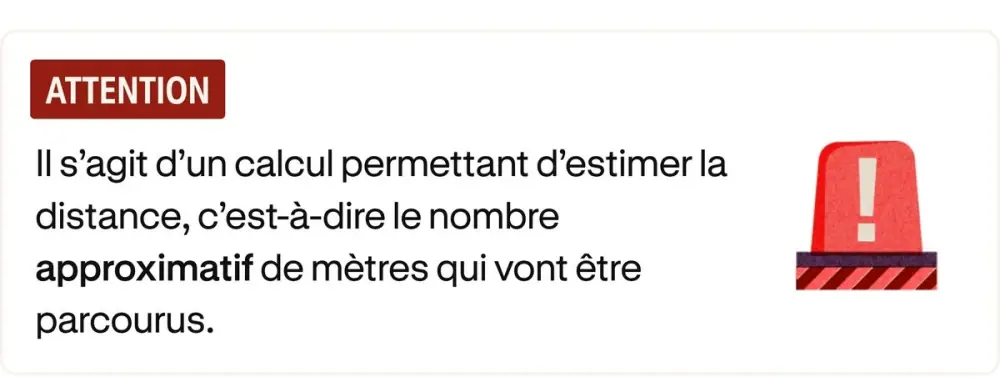 ATTENTION
Il s’agit d’un calcul permettant d’estimer la
distance, c’est-à-dire le nombre
approximatif de mètres qui vont être
parcourus.
!